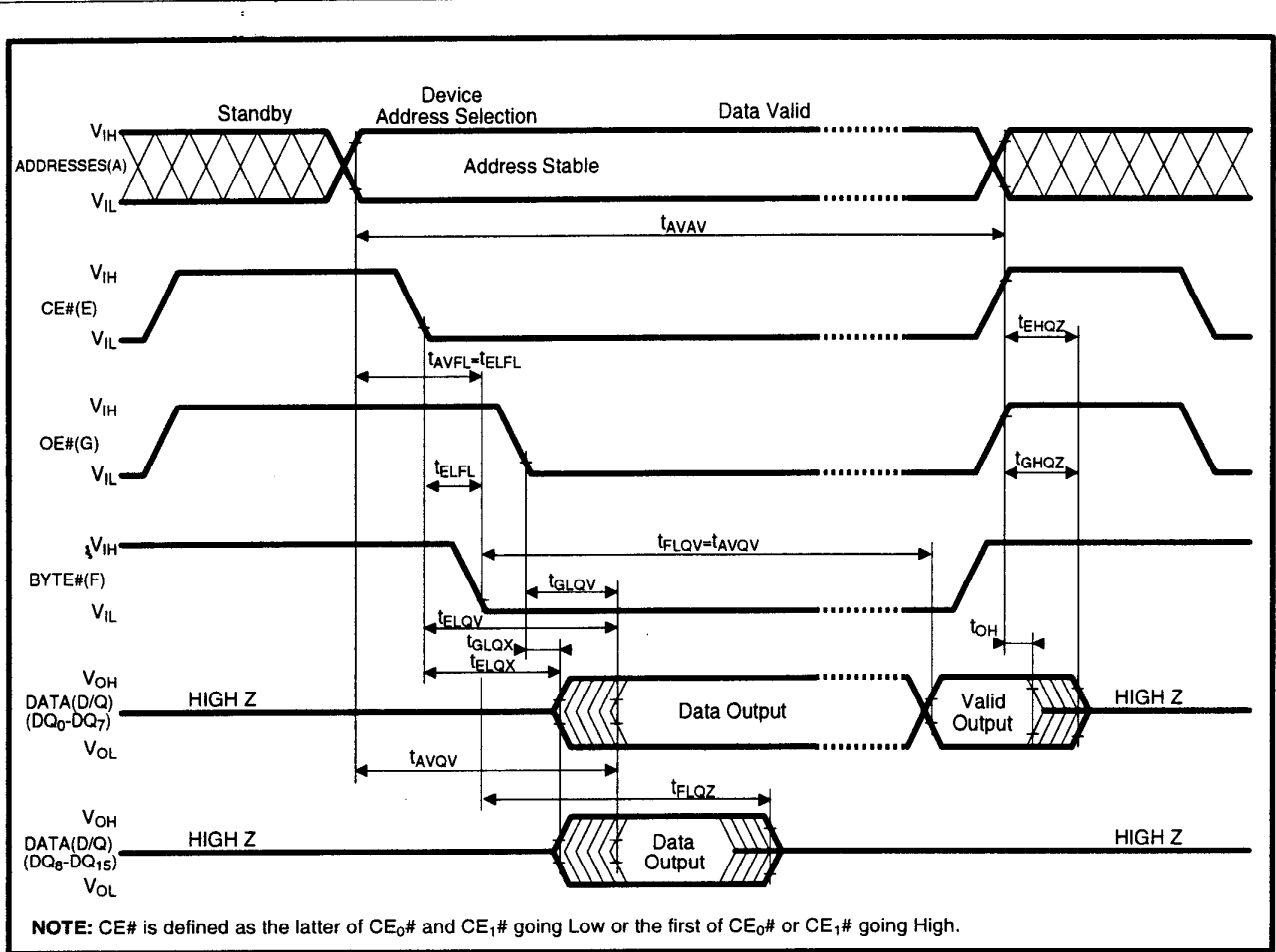 Standby
Device
Address Selection
Data Valid
VIH
ADDRESSES(A)
Address Stable
VIL
tAVAV
VIH
CE#(E)
VIL
tEHQZ
tAVFL=tELFL
VIH
OE#(G)
VIL
tELFL
tGHQZ
VIH
tFLQV=tAVQV
BYTE#(F)
tGLQV
VIL
tELQV
tOH
tGLQX
tELQX
VOH
DATA(D/Q)
(DQ0-DQ7)
HIGH Z
Data Output
Valid
Output
HIGH Z
VOL
tAVQV
tFLQZ
VOH
DATA(D/Q)
(DQ8-DQ15)
HIGH Z
Data
Output
HIGH Z
VOL
NOTE: CE# is defined as the latter of CE0# and CE1# going Low or the first of CE0# or CE1# going High.